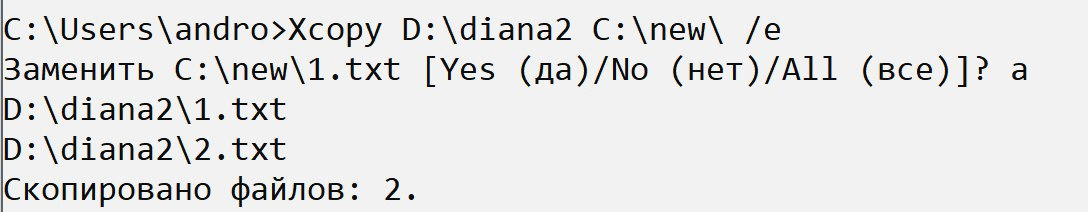 C:\Users\andro>Xcopy D:\diana2 C:\new\ /e
Заменить C:\new\1.txt [Yes (да)/No (нет)/All (все)]? a
D:\diana2\1.txt
D:\diana2\2.txt
Скопировано файлов: 2.